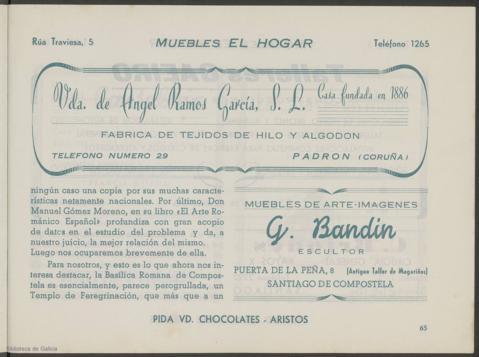 Rúa Traviesa, 5 MUEBLES EL HOGAR Teléfono 1265
Vda. de Angel Ramos García, S. L. Casa fundada en 1886
FABRICA DE TEJIDOS DE HILO Y ALGODON
TELEFONO NUMERO 29 PADRON (CORUÑA)
ningún caso una copia por sus muchas caracte-
rísticas netamente nacionales. Por último, Don
Manuel Gómez Moreno, en su libro «El Arte Ro-
mánico Español» profundiza con gran acopio
de datos en el estudio del problema y da, a
nuestro juicio, la mejor relación del mismo.
Luego nos ocuparemos brevemente de ella.
Para nosotros, y esto es lo que ahora nos in-
teresa destacar, la Basílica Romana de Compos-
tela es esencialmente, parece perogrullada, un
Templo de Peregrinación, que más que a un
MUEBLES DE ARTE-IMAGENES
G. Bandin
ESCULTOR
PUERTA DE LA PEÑA, 8 (Antiguo Taller de Magariños)
SANTIAGO DE COMPOSTELA
PIDA VD. CHOCOLATES - ARISTOS
65
Biblioteca de Galicia